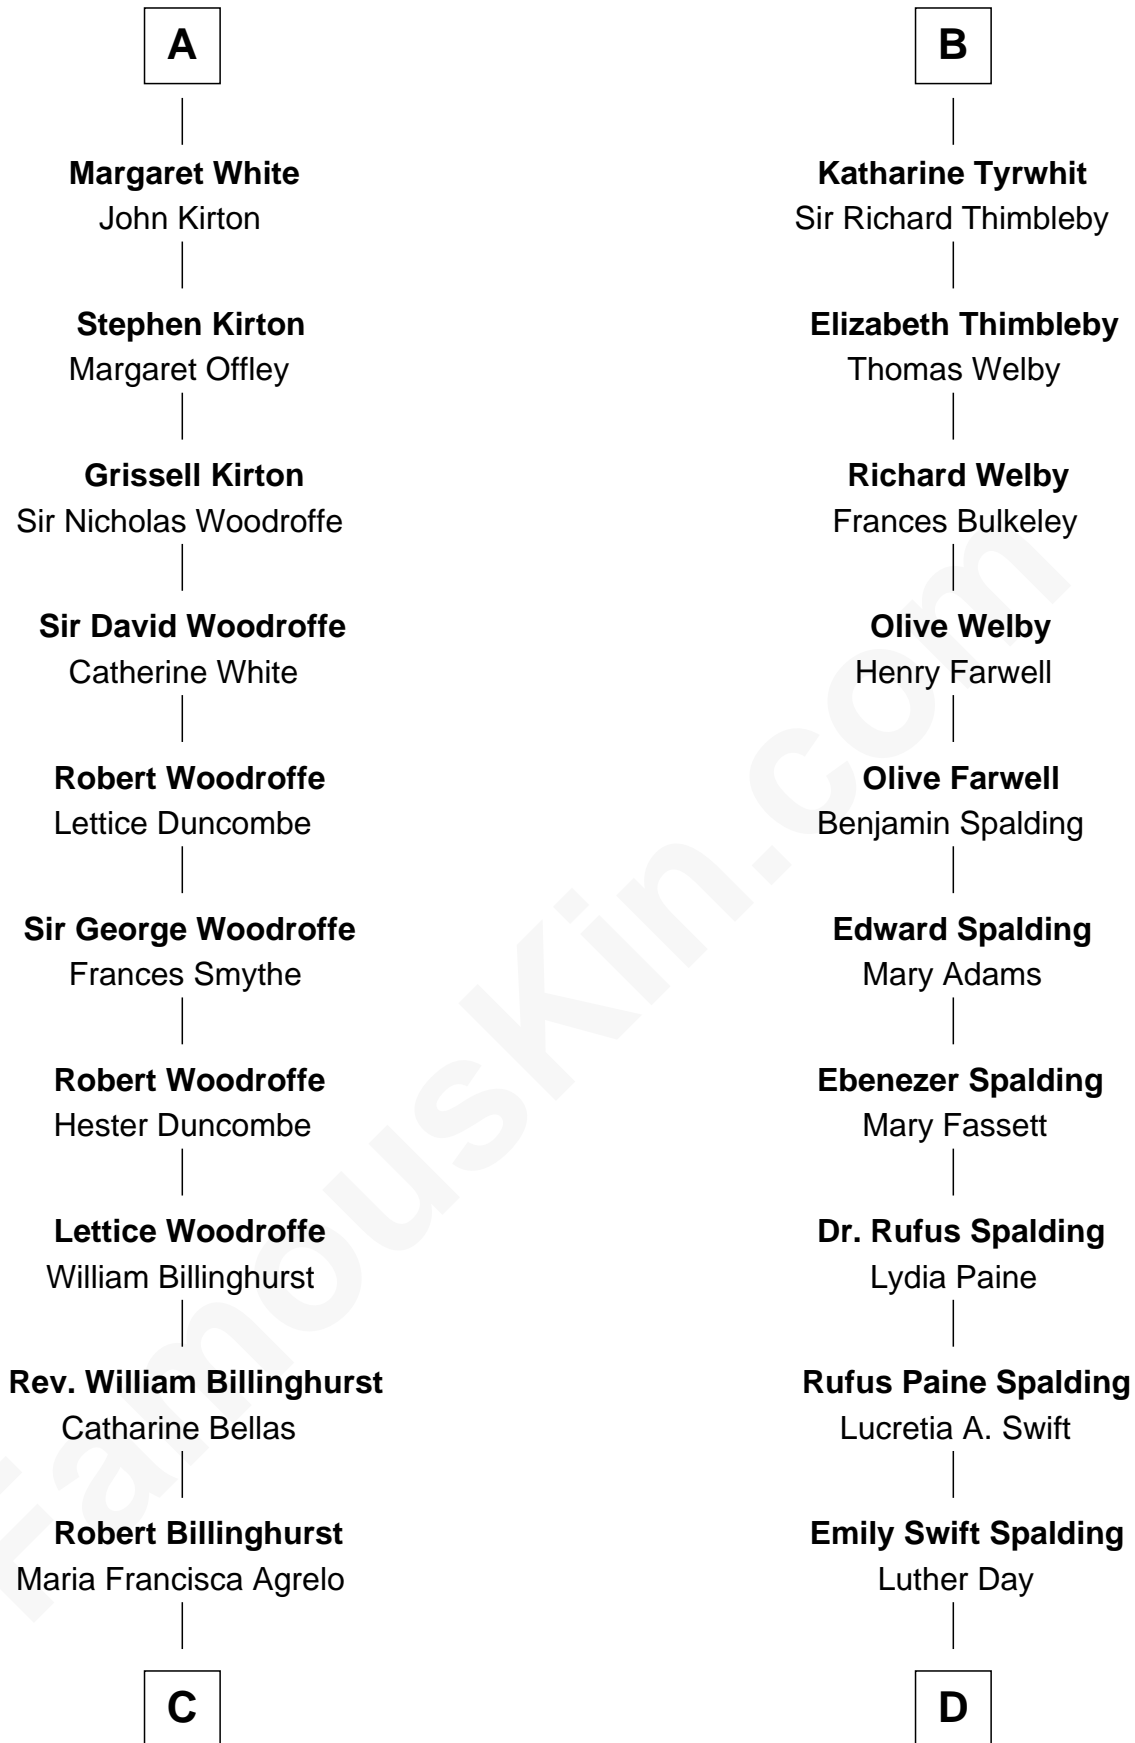 A
Margaret White
John Kirton
Stephen Kirton
Margaret Offley
Grissell Kirton
Sir Nicholas Woodroffe
Sir David Woodroffe
Catherine White
Robert Woodroffe
Lettice Duncombe
Sir George Woodroffe
Frances Smythe
Robert Woodroffe
Hester Duncombe
Lettice Woodroffe
William Billinghurst
Rev. William Billinghurst
Catharine Bellas
Robert Billinghurst
Maria Francisca Agrelo
C
B
Katharine Tyrwhit
Sir Richard Thimbleby
Elizabeth Thimbleby
Thomas Welby
Richard Welby
Frances Bulkeley
Olive Welby
Henry Farwell
Olive Farwell
Benjamin Spalding
Edward Spalding
Mary Adams
Ebenezer Spalding
Mary Fassett
Dr. Rufus Spalding
Lydia Paine
Rufus Paine Spalding
Lucretia A. Swift
Emily Swift Spalding
Luther Day
D
FamousKin.com